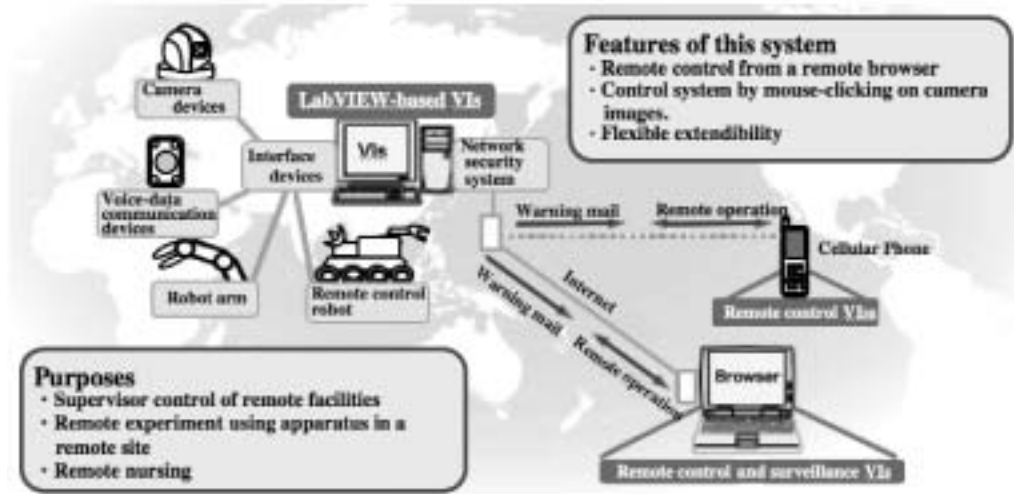 Features of this system
· Remote control from a remote browser
· Control system by mouse-clicking on camera
images.
· Flexible extendibility
Camera
devices
LabVIEW-based VIs
VIs
Interface
devices
Network
security
system
Voice-data
communication
devices
Robot arm
Remote control
robot
Warning mail
Remote operation
Cellular Phone
Remote control VIs
Internet
Warning mail
Remote operation
Browser
Remote control and surveillance VIs
Purposes
· Supervisor control of remote facilities
· Remote experiment using apparatus in a
remote site
· Remote nursing